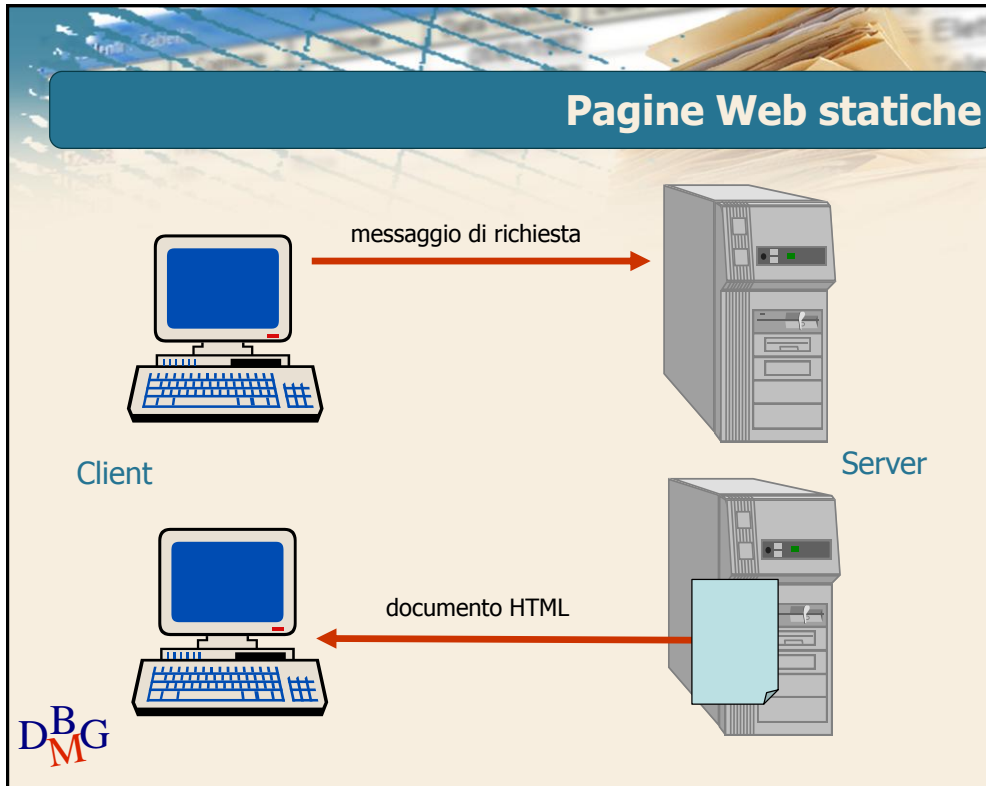 Pagine Web statiche
messaggio di richiesta
Client
Server
documento HTML
DBMG